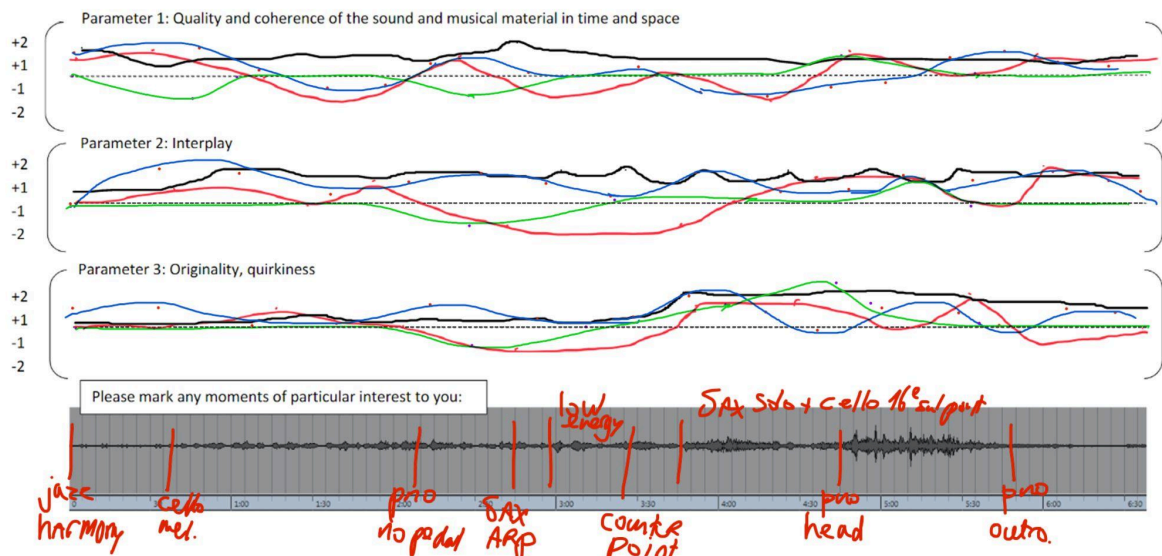 Parameter 1: Quality and coherence of the sound and musical material in time and space
+2
+1
-1
-2
Parameter 2: Interplay
+2
+1
-1
-2
Parameter 3: Originality, quirkiness
+2
+1
-1
-2
Please mark any moments of particular interest to you:
low energy
SAX solo + cello 16e
0 1:00 1:30 2:00 3:00 3:30 4:00 4:30 5:00 5:30 6:00 6:30
jazz harmony
cello mel.
pno no pedal
SAX ARP
counter point
pno head
pno outro.